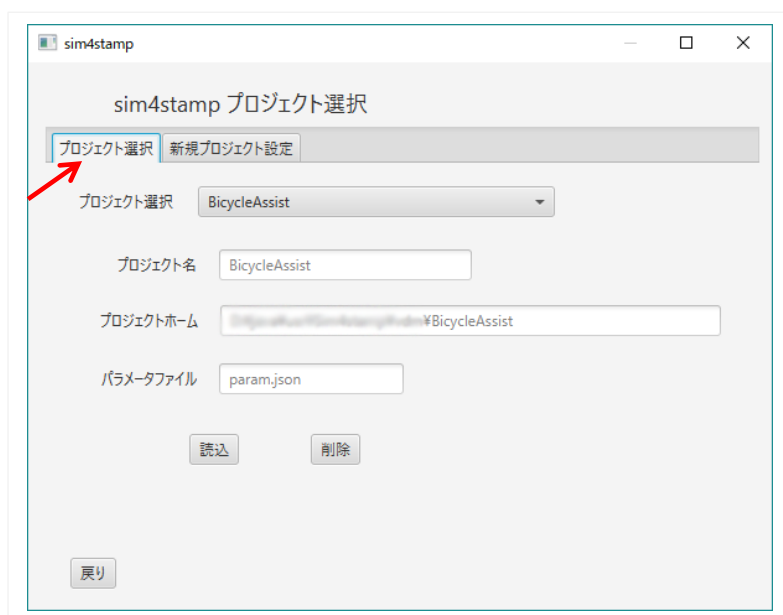 sim4stamp
sim4stamp プロジェクト選択
プロジェクト選択 新規プロジェクト設定
プロジェクト選択 BicycleAssist
プロジェクト名 BicycleAssist
プロジェクトホーム ¥BicycleAssist
パラメータファイル param.json
読込 削除
戻り